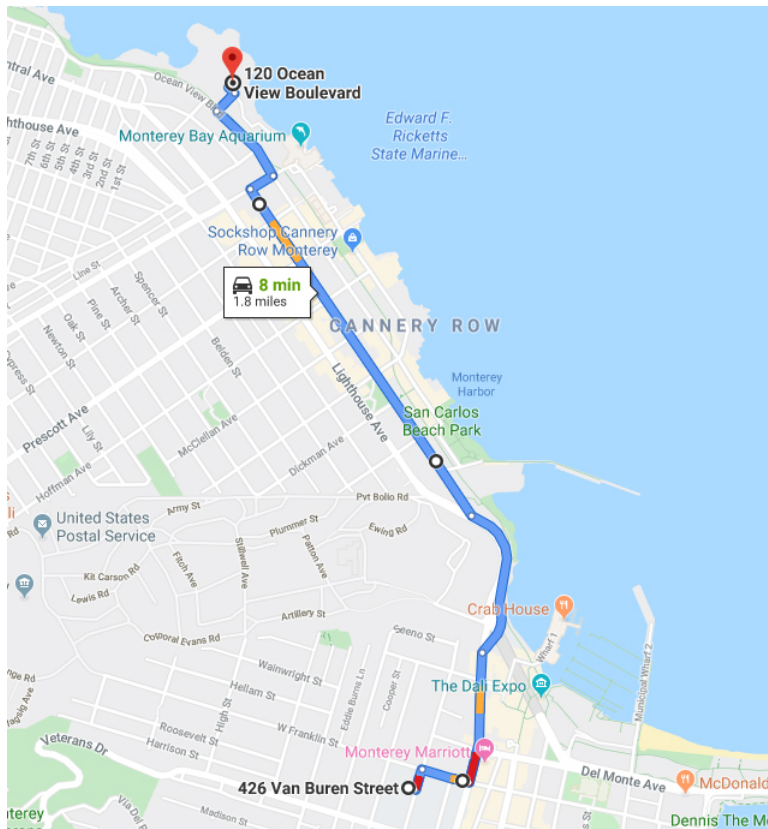 120 Ocean
View Boulevard
Central Ave
Ocean View Blvd
Lighthouse Ave
Monterey Bay Aquarium
Edward F.
Ricketts
State Marine...
7th St
6th St
5th St
4th St
3rd St
2nd St
1st St
Sockshop Cannery
Row Monterey
Line St
8 min
1.8 miles
Spencer St
Archer St
Pine St
Oak St
Newton St
Cypress St
Belden St
CANNERY ROW
Monterey
Harbor
Lighthouse Ave
San Carlos
Beach Park
Prescott Ave
Lily St
McClellan Ave
Dickman Ave
Hoffman Ave
Pvt Bolio Rd
Army St
Plummer St
Ewing Rd
United States
Postal Service
Fitch Ave
Stillwell Ave
Patton Ave
Kit Carson Rd
Lewis Rd
Artillery St
Crab House
Corporal Evans Rd
Seeno St
Wharf 1
Municipal Wharf 2
Wainwright St
Hellam St
High St
Eddie Burns Ln
Cooper St
The Dali Expo
W Franklin St
Roosevelt St
Harrison St
Veterans Dr
Monterey Marriott
Del Monte Ave
McDonald
426 Van Buren Street
Madison St
Via Del
Dennis The M